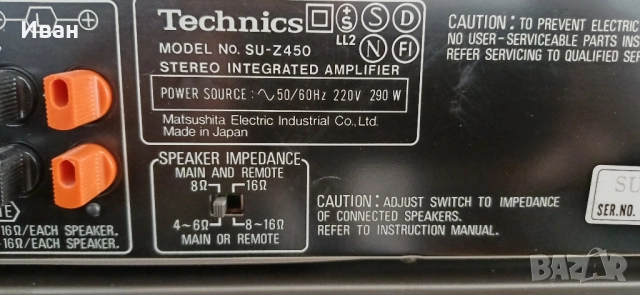 Иван
Technics
S
S
D
LL2
N
FI
MODEL No. SU-Z450
STEREO INTEGRATED AMPLIFIER
POWER SOURCE : ∿50/60Hz 220V 290W
Matsushita Electric Industrial Co., Ltd.
Made in Japan
CAUTION: TO PREVENT ELECTRIC
NO USER-SERVICEABLE PARTS INS
REFER SERVICING TO QUALIFIED SER
SPEAKER IMPEDANCE
MAIN AND REMOTE
8Ω 16Ω
4~6Ω 8~16Ω
MAIN OR REMOTE
CAUTION: ADJUST SWITCH TO IMPEDANCE
OF CONNECTED SPEAKERS.
REFER TO INSTRUCTION MANUAL.
16Ω/EACH SPEAKER.
16Ω/EACH SPEAKER.
SU
SER.NO.
BAZAR